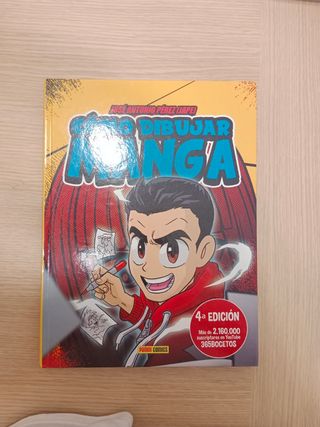 JOSÉ ANTONIO PÉREZ (JAPE)
CÓMO DIBUJAR
MANGA
4ª EDICIÓN
Más de 2.160.000
suscriptores en YouTube
365BOCETOS
PANINI COMICS